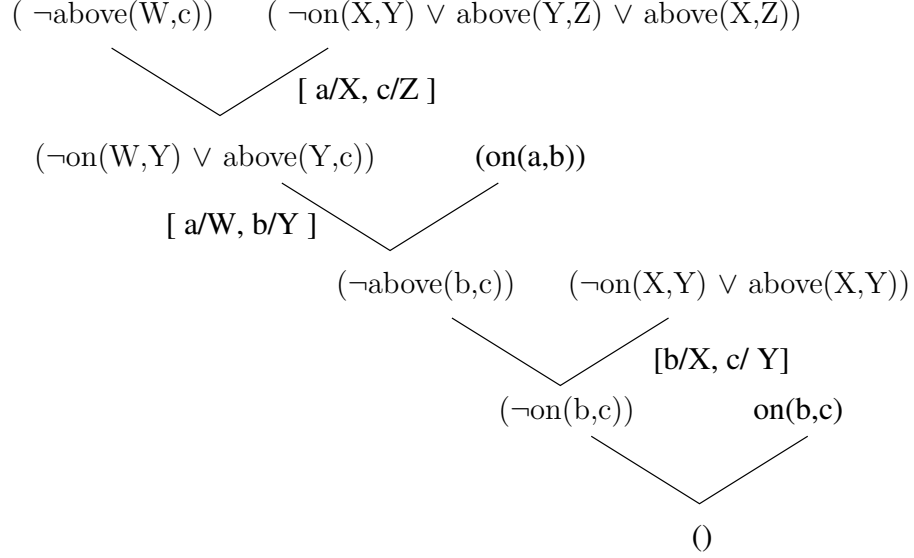 ( ¬above(W,c)) ( ¬on(X,Y) ∨ above(Y,Z) ∨ above(X,Z))
[ a/X, c/Z ]
(¬on(W,Y) ∨ above(Y,c)) (on(a,b))
[ a/W, b/Y ]
(¬above(b,c)) (¬on(X,Y) ∨ above(X,Y))
[b/X, c/ Y]
(¬on(b,c)) on(b,c)
()